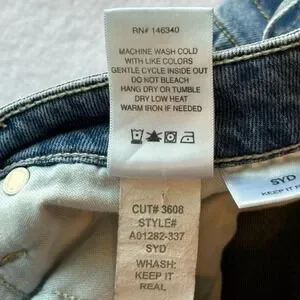 RN# 146340
MACHINE WASH COLD
WITH LIKE COLORS
GENTLE CYCLE INSIDE OUT
DO NOT BLEACH
HANG DRY OR TUMBLE
DRY LOW HEAT
WARM IRON IF NEEDED
CUT# 3608
STYLE#
A01282-337
SYD
WHASH:
KEEP IT
REAL
SYD
KEEP IT